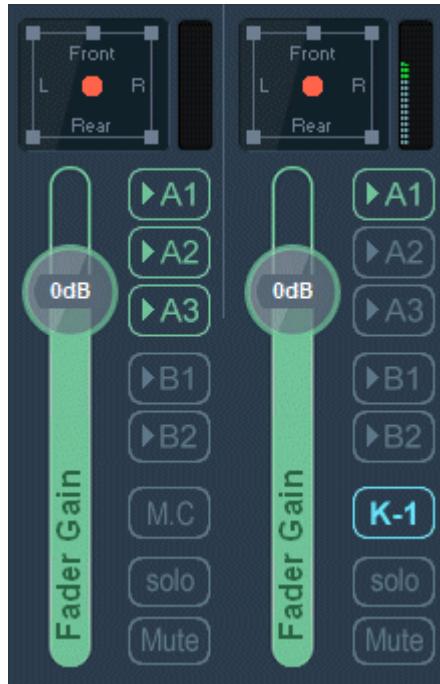 Front
L R
Rear
A1
A2
A3
0dB
B1
B2
M.C
solo
Mute
Fader Gain
Front
L R
Rear
A1
A2
A3
0dB
B1
B2
K-1
solo
Mute
Fader Gain